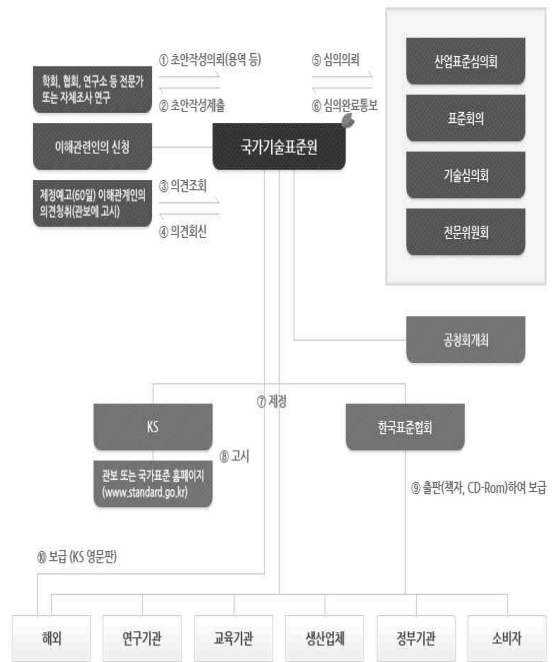 ① 초안작성의뢰(용역 등)
⑤ 심의의뢰
산업표준심의회
학회, 협회, 연구소 등 전문가
또는 자체조사 연구
② 초안작성제출
⑥ 심의완료통보
표준회의
이해관련인의 신청
국가기술표준원
기술심의회
제정예고(60일) 이해관계인의
의견청취(관보에 고시)
③ 의견조회
④ 의견회신
전문위원회
공청회개최
⑦ 제정
KS
한국표준협회
⑧ 고시
관보 또는 국가표준 홈페이지
(www.standard.go.kr)
⑨ 출판(책자, CD-Rom)하여 보급
⑩ 보급 (KS 영문판)
해외
연구기관
교육기관
생산업체
정부기관
소비자